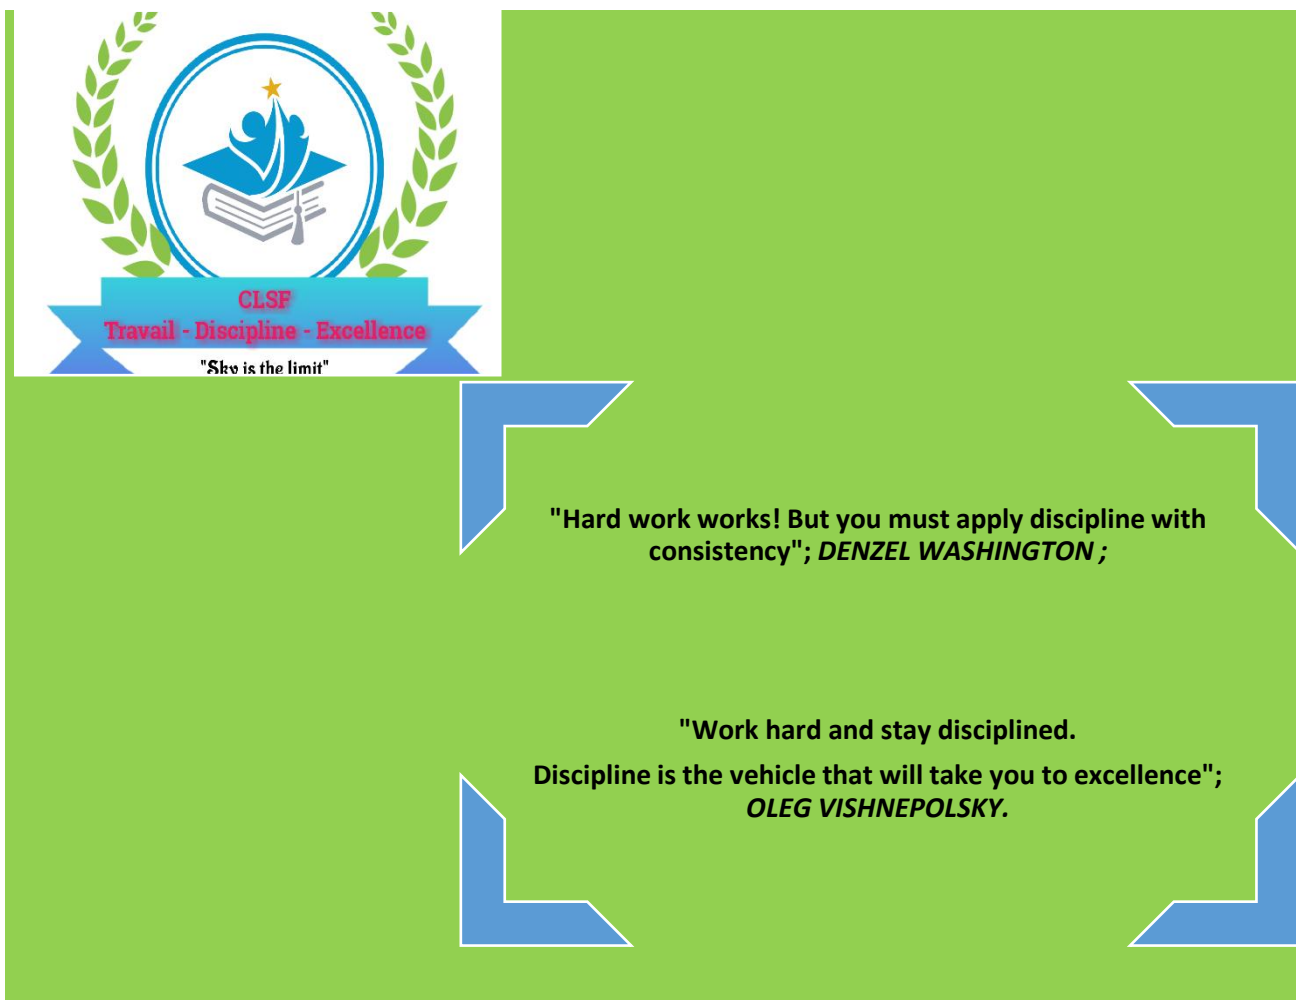 CLSF
Travail - Discipline - Excellence
"Sky is the limit"
"Hard work works! But you must apply discipline with
consistency"; DENZEL WASHINGTON ;
"Work hard and stay disciplined.
Discipline is the vehicle that will take you to excellence";
OLEG VISHNEPOLSKY.